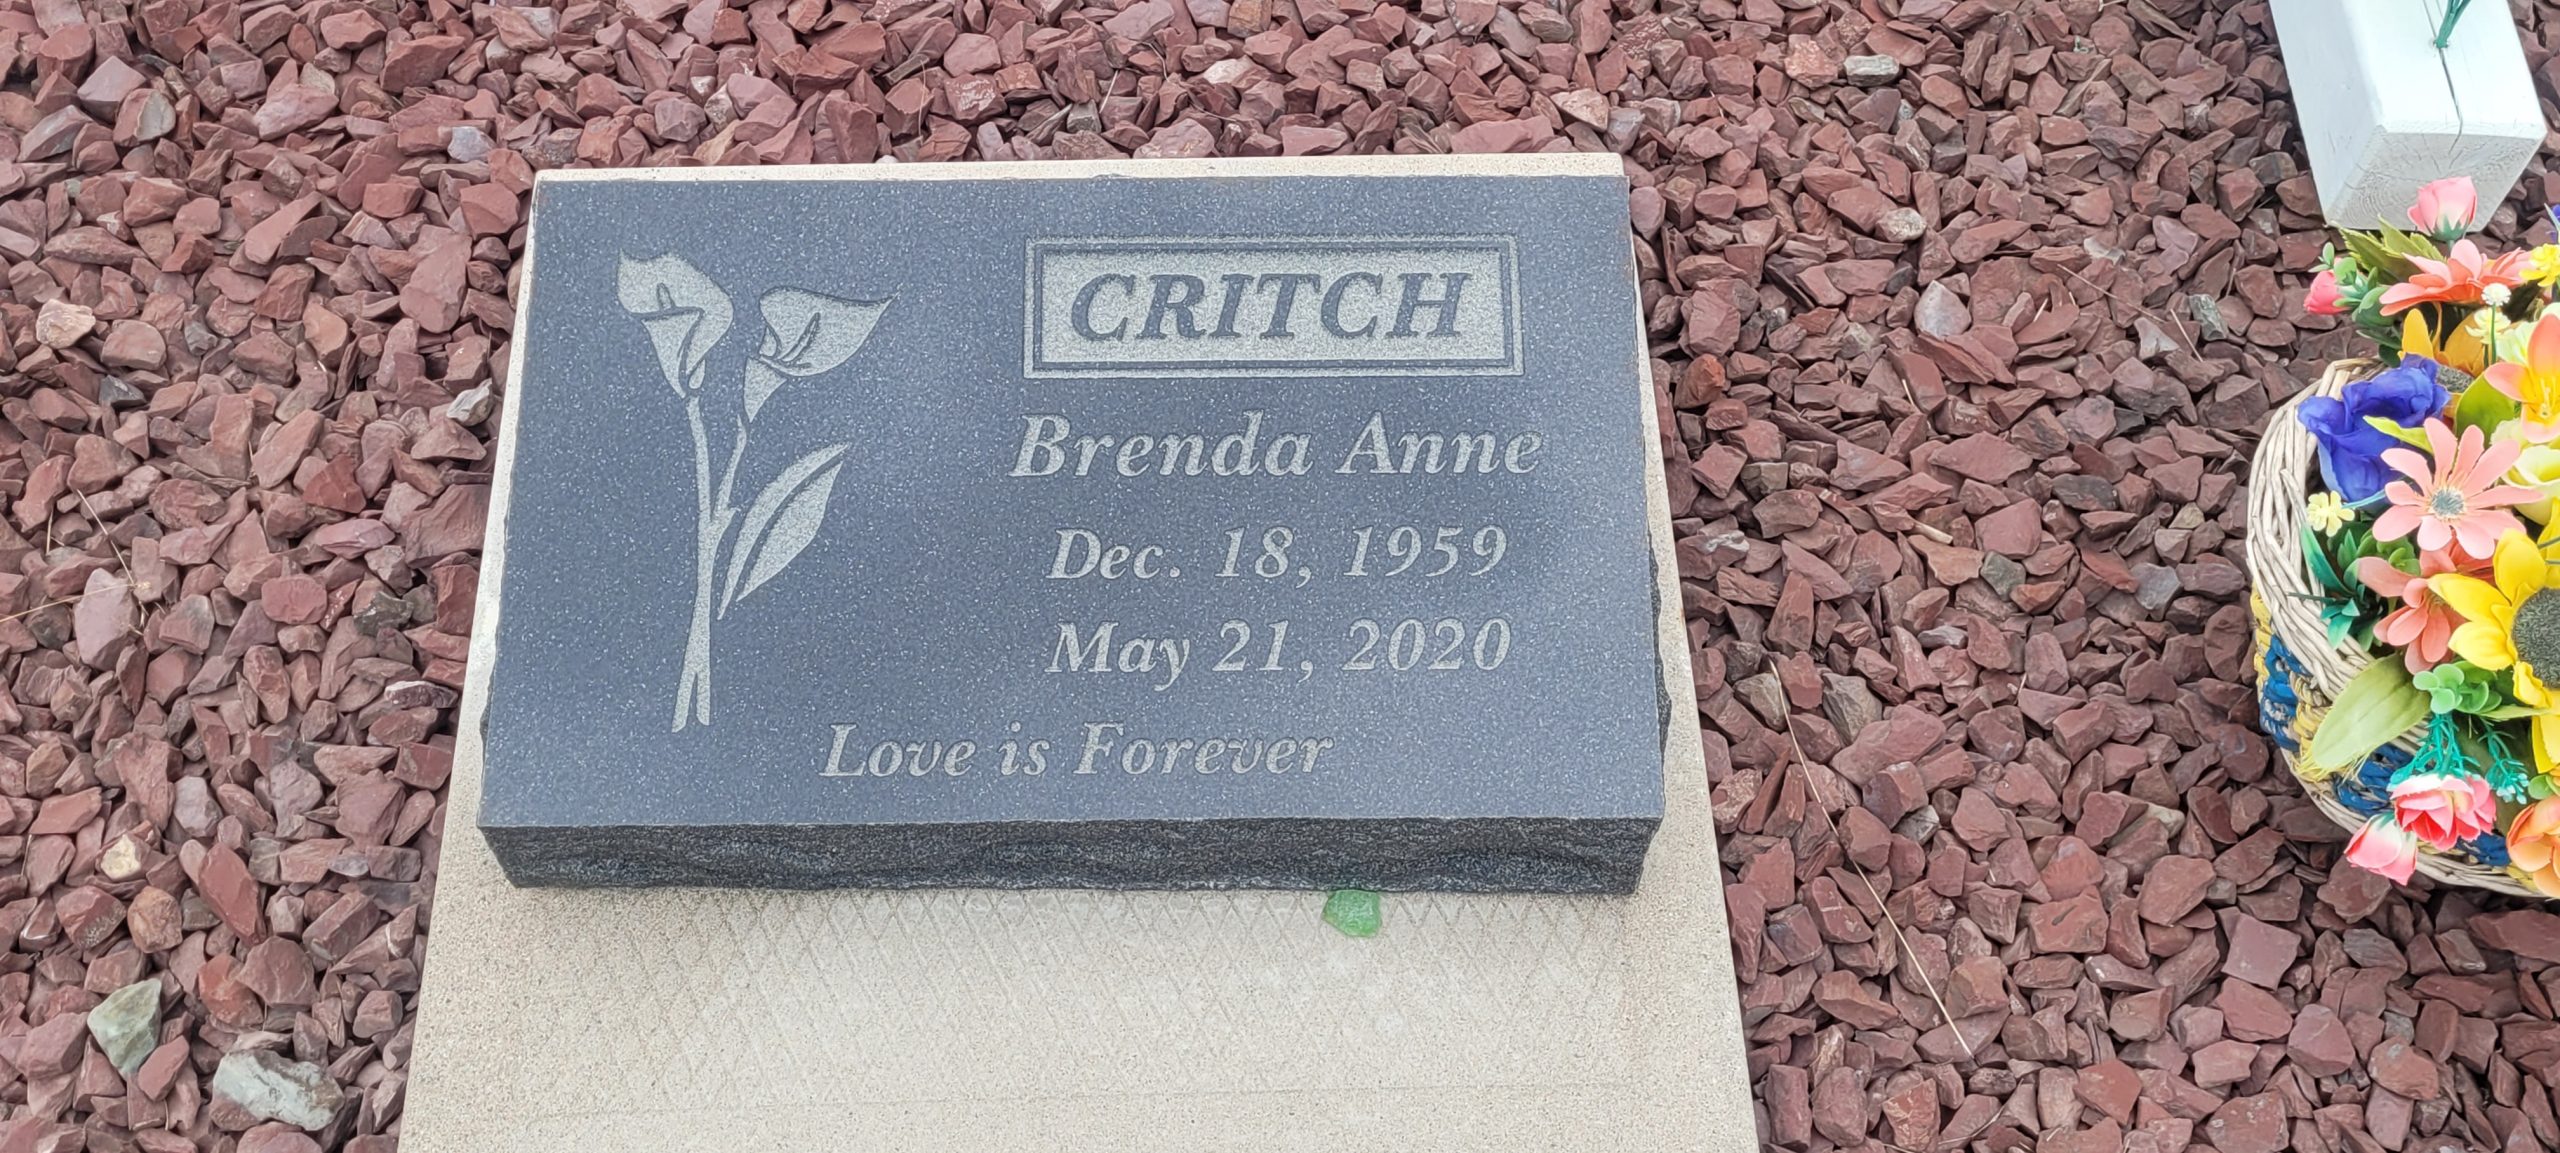 CRITCH
Brenda Anne
Dec. 18, 1959
May 21, 2020
Love is Forever